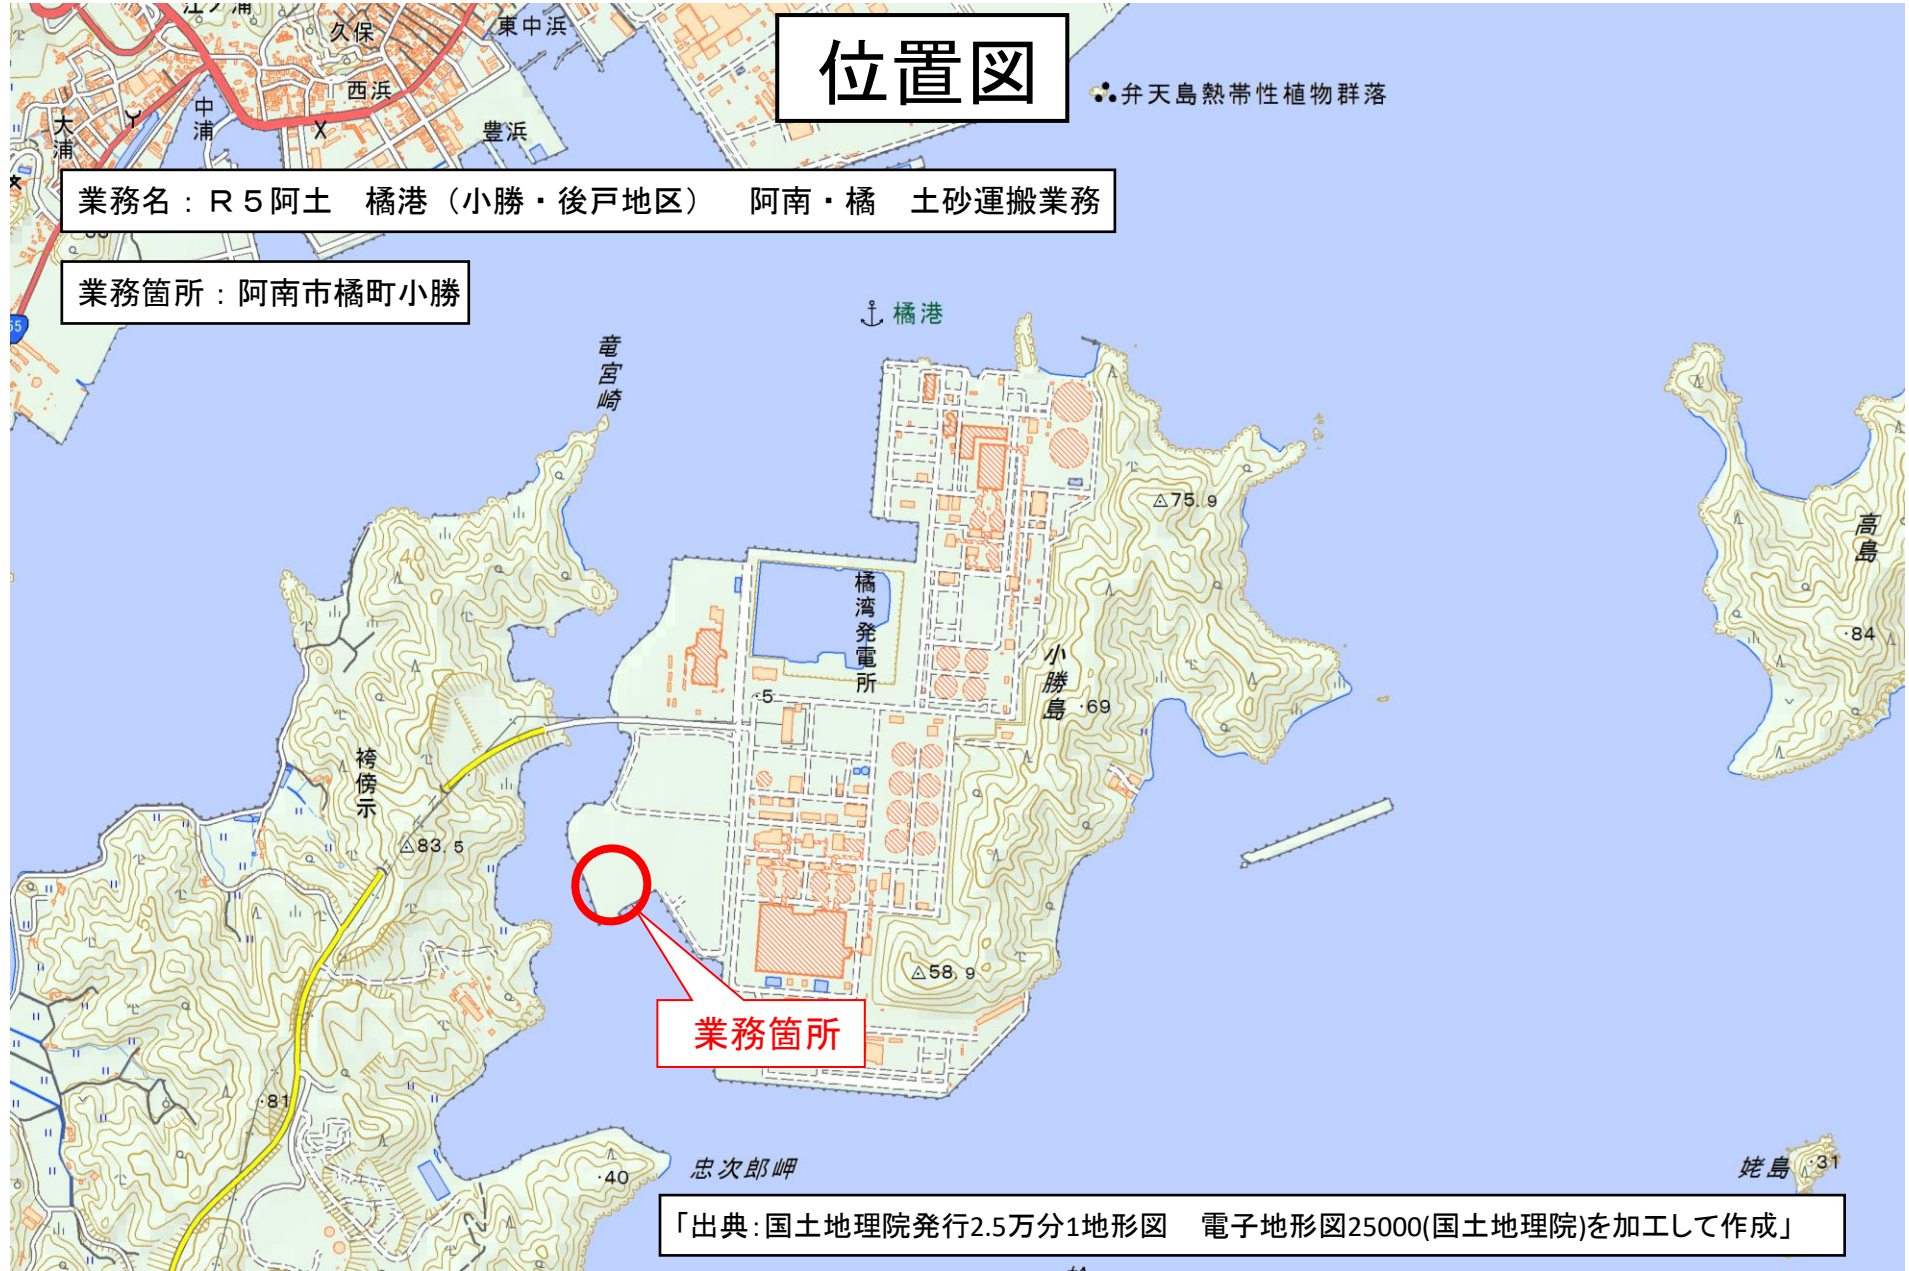 位置図
江ノ浦
久保
東中浜
西浜
中浦
大浦
豊浜
弁天島熱帯性植物群落
業務名：Ｒ５阿土　橘港（小勝・後戸地区）　阿南・橘　土砂運搬業務
業務箇所：阿南市橘町小勝
55
橘港
竜宮崎
40
75.9
高島
84
橘湾発電所
小勝島
69
5
袴傍示
83.5
58.9
業務箇所
81
40
忠次郎岬
姥島
31
「出典：国土地理院発行2.5万分1地形図　電子地形図25000(国土地理院)を加工して作成」